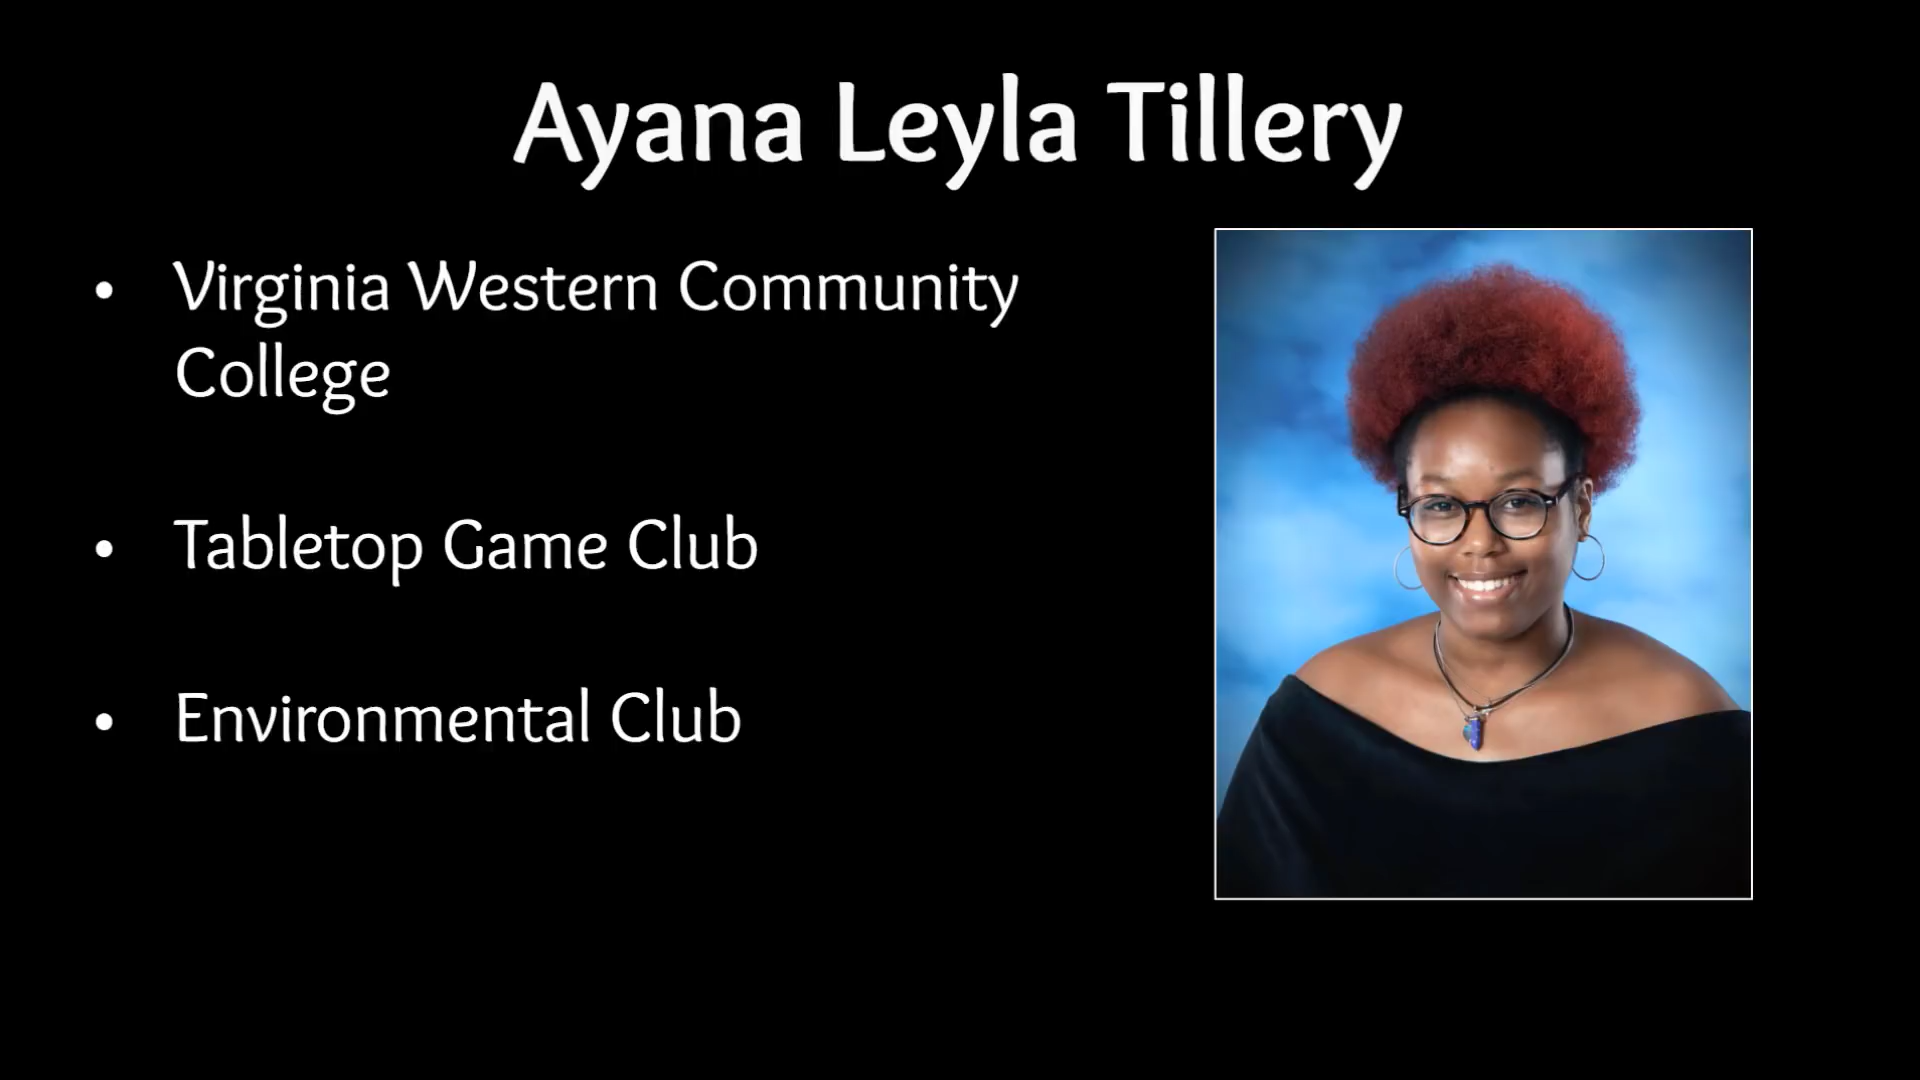 Ayana Leyla Tillery
• Virginia Western Community
College
• Tabletop Game Club
• Environmental Club